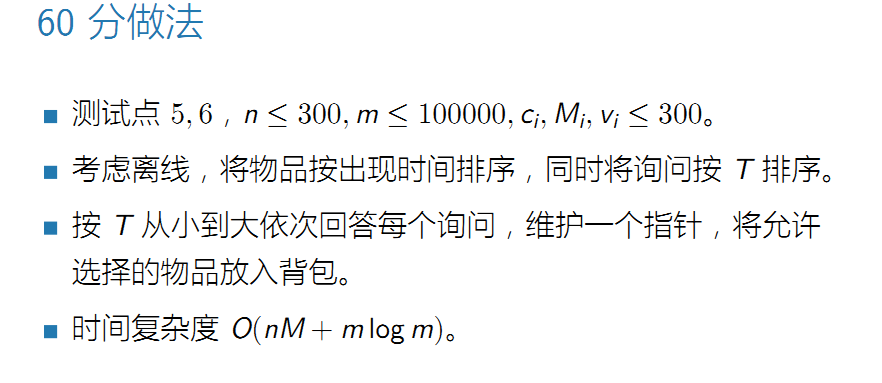 60 分做法
■ 测试点 5, 6，n ≤ 300, m ≤ 100000, cᵢ, Mᵢ, vᵢ ≤ 300。
■ 考虑离线，将物品按出现时间排序，同时将询问按 T 排序。
■ 按 T 从小到大依次回答每个询问，维护一个指针，将允许
选择的物品放入背包。
■ 时间复杂度 O(nM + m log m)。